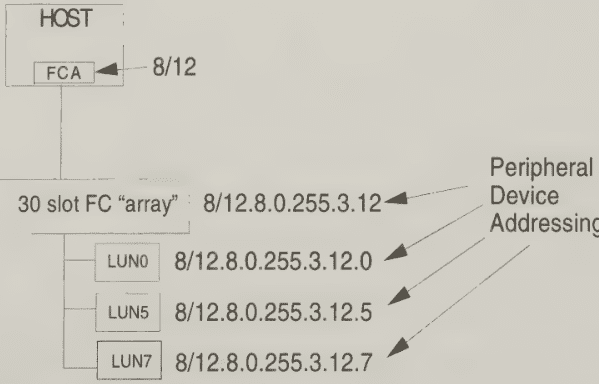 HOST
FCA
8/12
30 slot FC "array"
8/12.8.0.255.3.12
Peripheral
Device
Addressing
LUN0
8/12.8.0.255.3.12.0
LUN5
8/12.8.0.255.3.12.5
LUN7
8/12.8.0.255.3.12.7